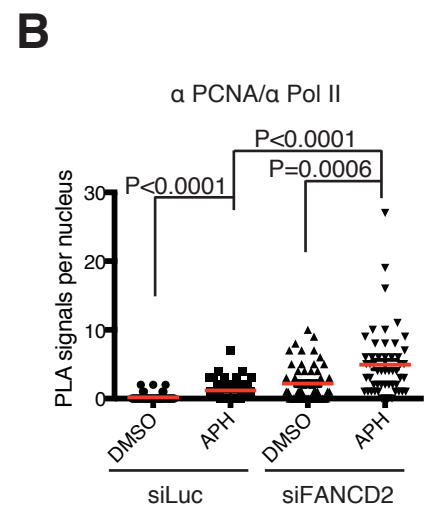 B
α PCNA/α Pol II
P<0.0001
P=0.0006
P<0.0001
PLA signals per nucleus
30
20
10
0
DMSO
APH
DMSO
APH
siLuc
siFANCD2